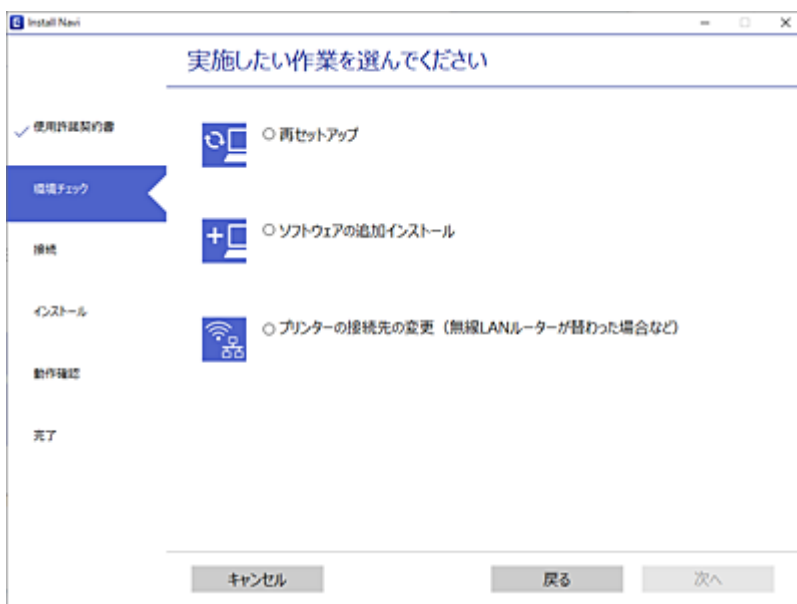 Install Navi
実施したい作業を選んでください
使用許諾契約書
環境チェック
接続
インストール
動作確認
完了
再セットアップ
ソフトウェアの追加インストール
プリンターの接続先の変更（無線LANルーターが替わった場合など）
キャンセル
戻る
次へ